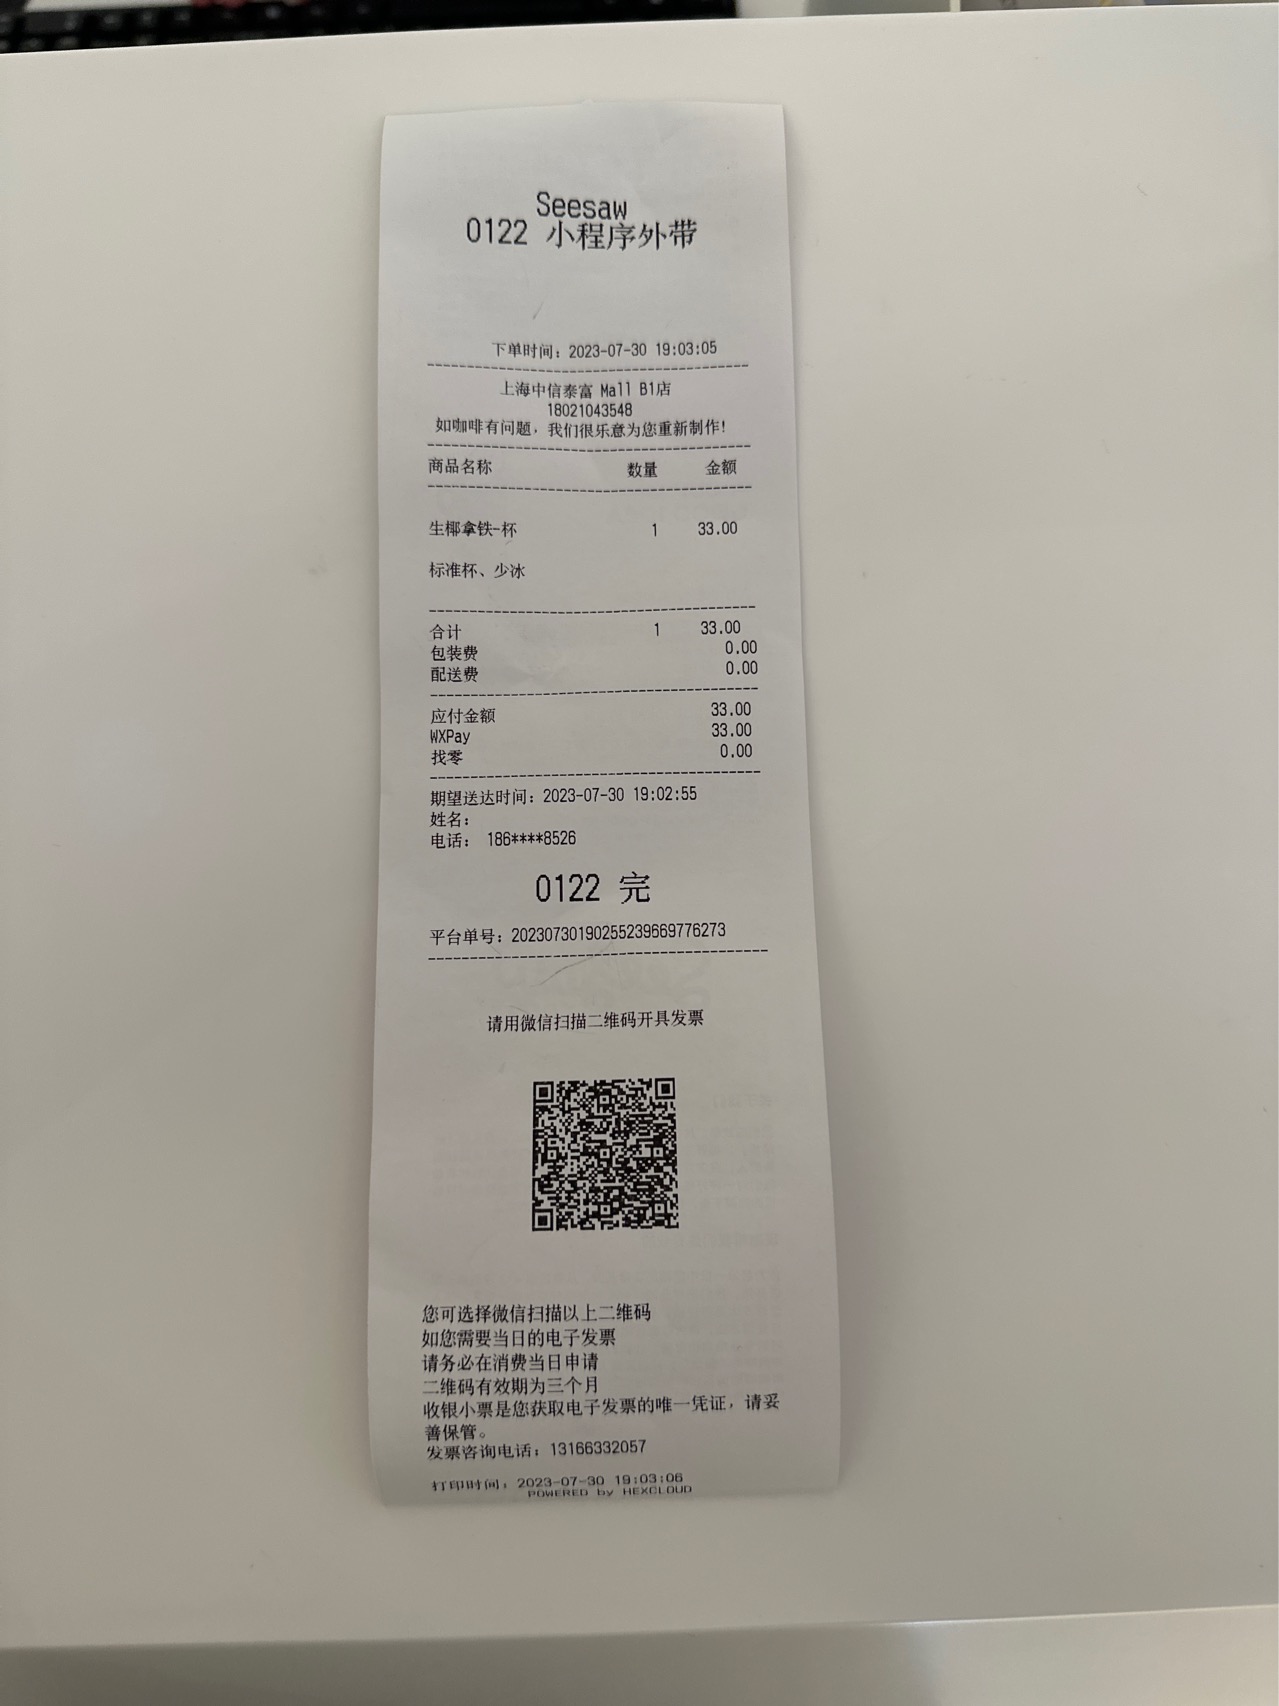 Seesaw
0122 小程序外带
下单时间：2023-07-30 19:03:05
上海中信泰富 Mall B1店
18021043548
如咖啡有问题，我们很乐意为您重新制作!
商品名称 数量 金额
生椰拿铁-杯 1 33.00
标准杯、少冰
合计 1 33.00
包装费 0.00
配送费 0.00
应付金额 33.00
WXPay 33.00
找零 0.00
期望送达时间：2023-07-30 19:02:55
姓名：
电话： 186****8526
0122 完
平台单号：20230730190255239669776273
请用微信扫描二维码开具发票
您可选择微信扫描以上二维码
如您需要当日的电子发票
请务必在消费当日申请
二维码有效期为三个月
收银小票是您获取电子发票的唯一凭证，请妥
善保管。
发票咨询电话：13166332057
打印时间：2023-07-30 19:03:06
POWERED by HEXCLOUD